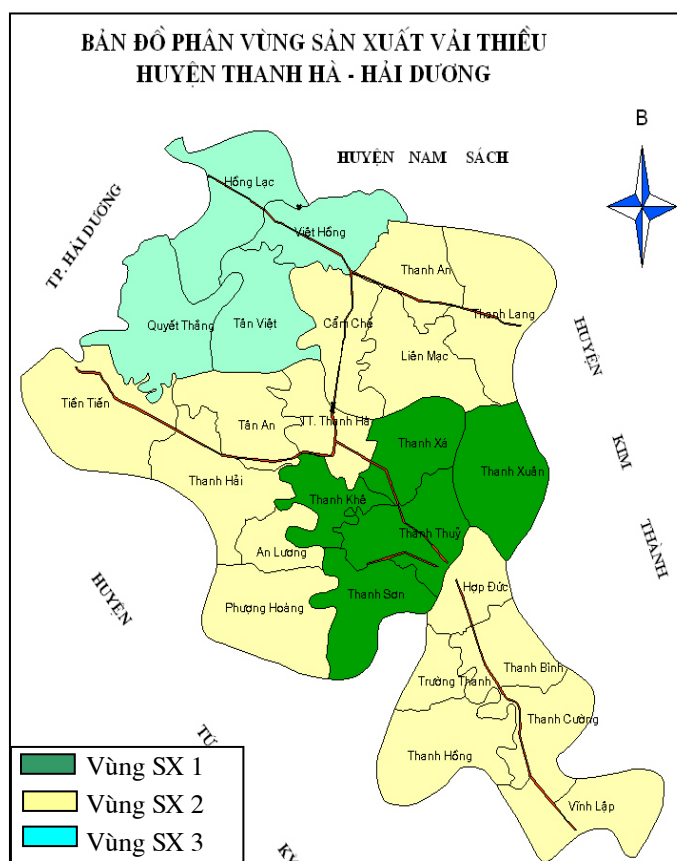 BẢN ĐỒ PHÂN VÙNG SẢN XUẤT VẢI THIỀU
HUYỆN THANH HÀ - HẢI DƯƠNG
B
HUYỆN NAM SÁCH
TP. HẢI DƯƠNG
Hồng Lạc
Việt Hồng
Thanh An
Thanh Lang
Quyết Thắng
Tân Việt
Cẩm Chế
Liên Mạc
HUYỆN
KIM
THÀNH
Tiền Tiến
Tân An
TT. Thanh Hà
Thanh Xá
Thanh Xuân
Thanh Hải
Thanh Khê
Thanh Thuỷ
An Lương
HUYỆN
Phượng Hoàng
Thanh Sơn
Hợp Đức
Thanh Bình
Trường Thanh
Thanh Cường
TỨ
Thanh Hồng
Vĩnh Lập
Vùng SX 1
Vùng SX 2
Vùng SX 3